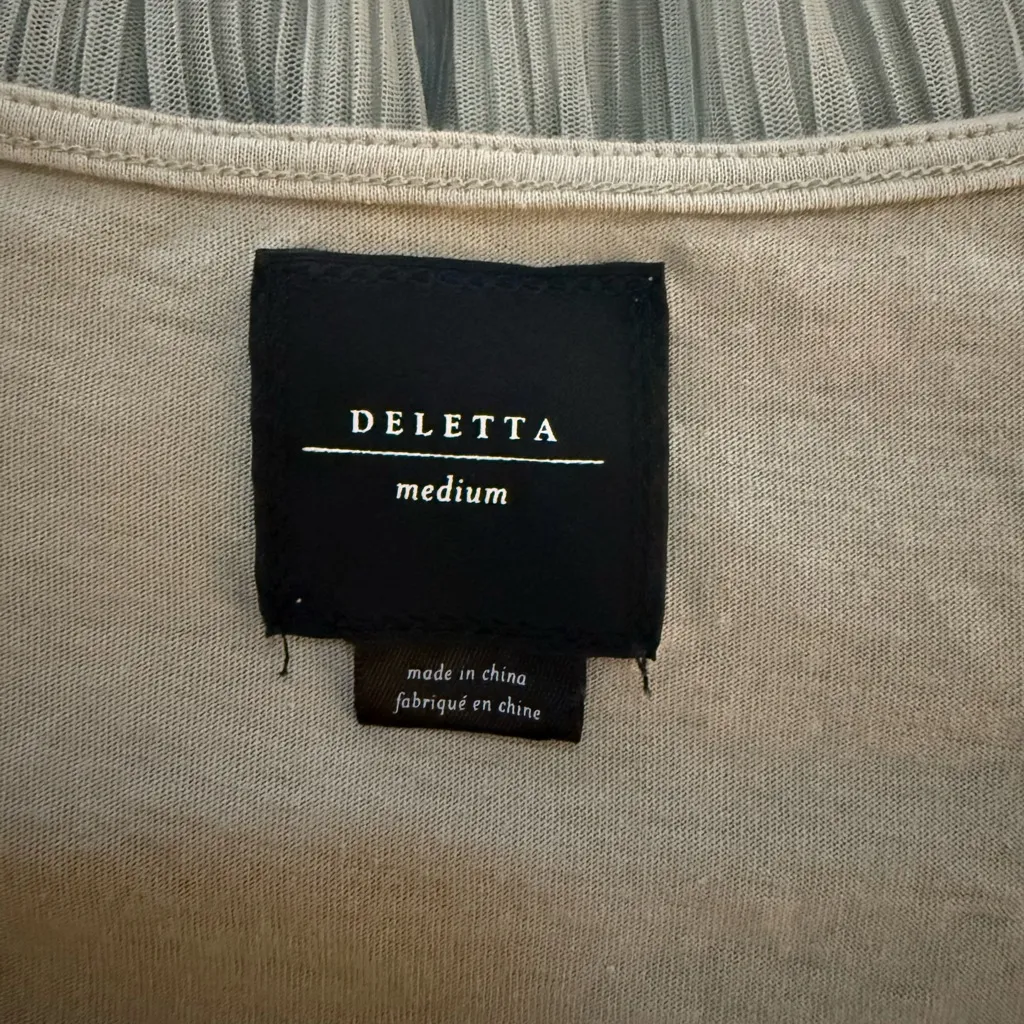 DELETTA
medium
made in china
fabriqué en chine